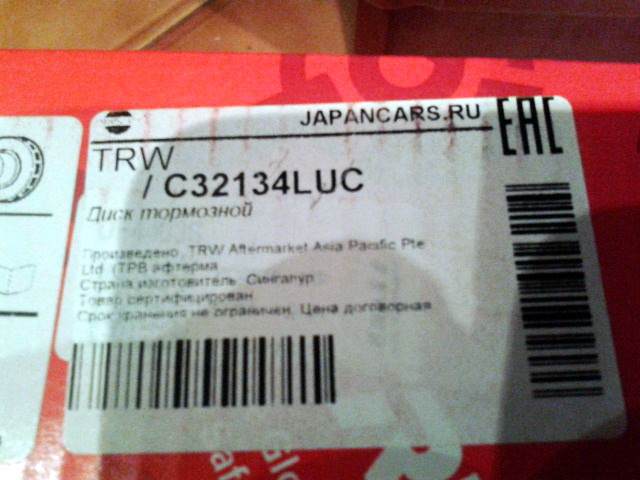 JAPANCARS.RU
EAC
TRW
/ C32134LUC
Диск тормозной
Произведено TRW Aftermarket Asia Pacific Pte
Ltd (ТРВ афтерма
Страна изготовитель Сингапур
Товар сертифицирован
Срок хранения не ограничен. Цена договорная